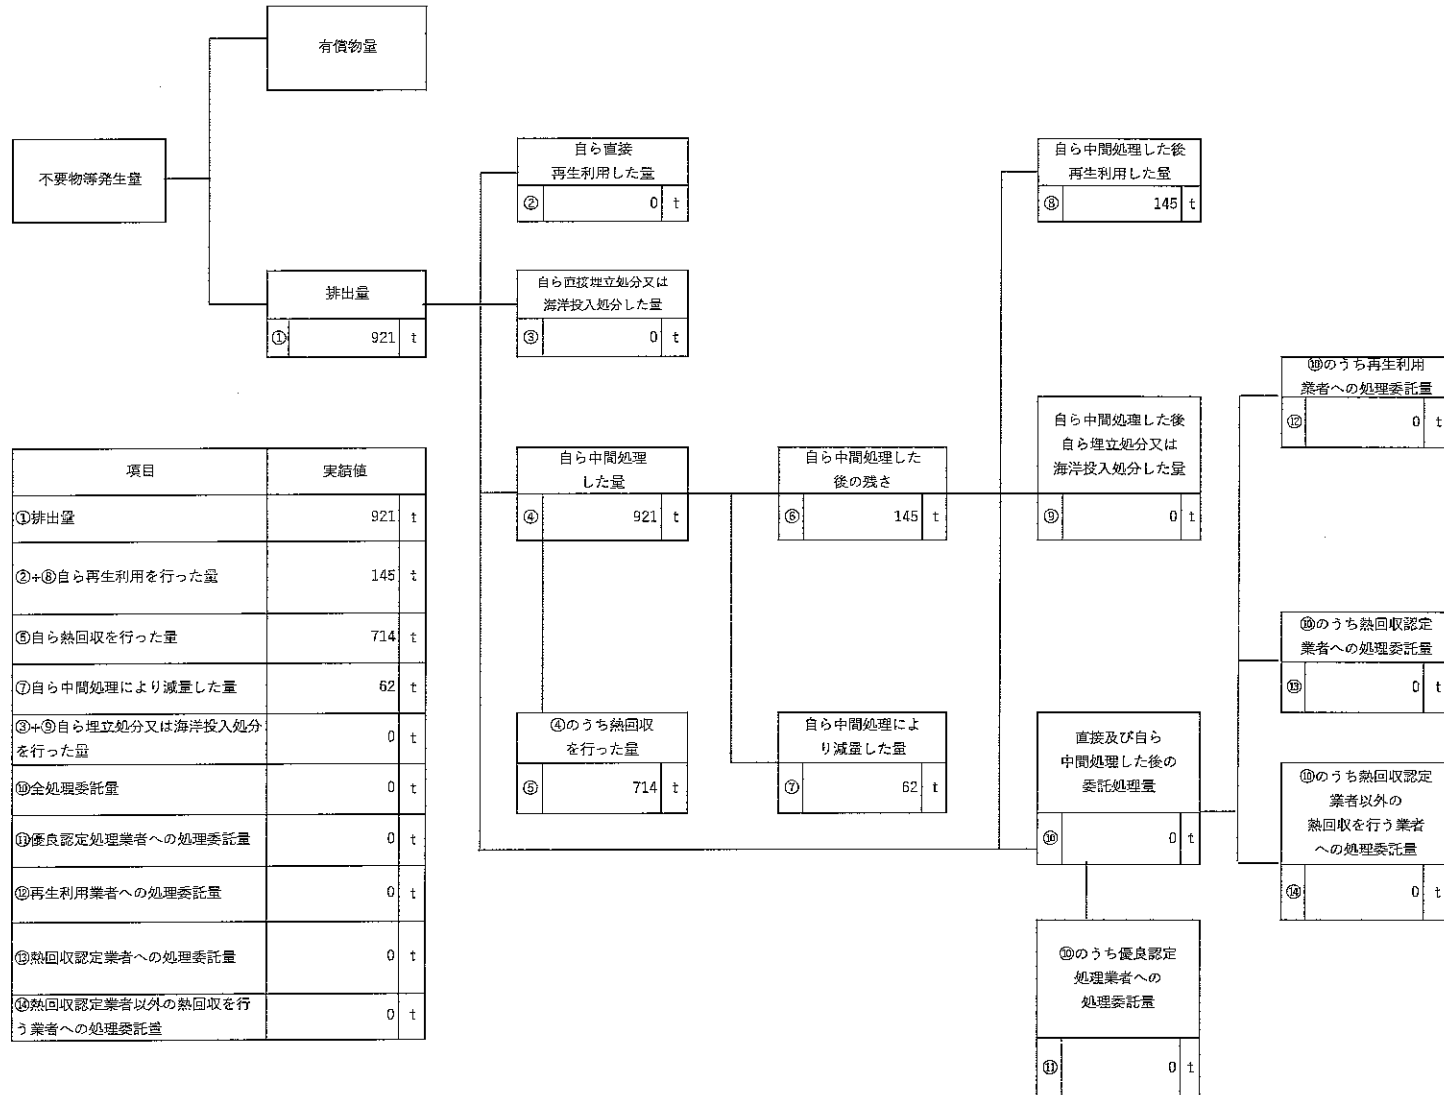 有償物量
不要物等発生量
排出量
① 921 t
自ら直接
再生利用した量
② 0 t
自ら直接埋立処分又は
海洋投入処分した量
③ 0 t
自ら中間処理
した量
④ 921 t
④のうち熱回収
を行った量
⑤ 714 t
自ら中間処理した
後の残さ
⑥ 145 t
自ら中間処理によ
り減量した量
⑦ 62 t
自ら中間処理した後
再生利用した量
⑧ 145 t
自ら中間処理した後
自ら埋立処分又は
海洋投入処分した量
⑨ 0 t
直接及び自ら
中間処理した後の
委託処理量
⑩ 0 t
⑩のうち優良認定
処理業者への
処理委託量
⑪ 0 t
⑩のうち再生利用
業者への処理委託量
⑫ 0 t
⑩のうち熱回収認定
業者への処理委託量
⑬ 0 t
⑩のうち熱回収認定
業者以外の
熱回収を行う業者
への処理委託量
⑭ 0 t
項目 実績値
①排出量 921 t
②+⑧自ら再生利用を行った量 145 t
⑤自ら熱回収を行った量 714 t
⑦自ら中間処理により減量した量 62 t
③+⑨自ら埋立処分又は海洋投入処分
を行った量 0 t
⑩全処理委託量 0 t
⑪優良認定処理業者への処理委託量 0 t
⑫再生利用業者への処理委託量 0 t
⑬熱回収認定業者への処理委託量 0 t
⑭熱回収認定業者以外の熱回収を行
う業者への処理委託量 0 t